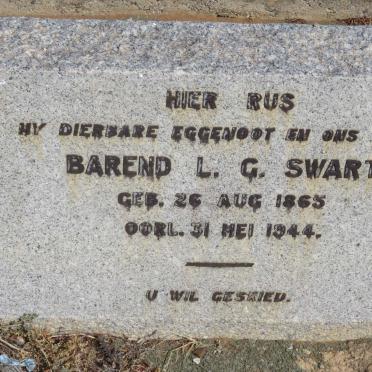 HIER RUS
MY DIERBARE EGGENOOT EN ONS
BAREND L. G. SWART
GEB. 26 AUG 1865
OORL. 31 MEI 1944.
U WIL GESKIED.